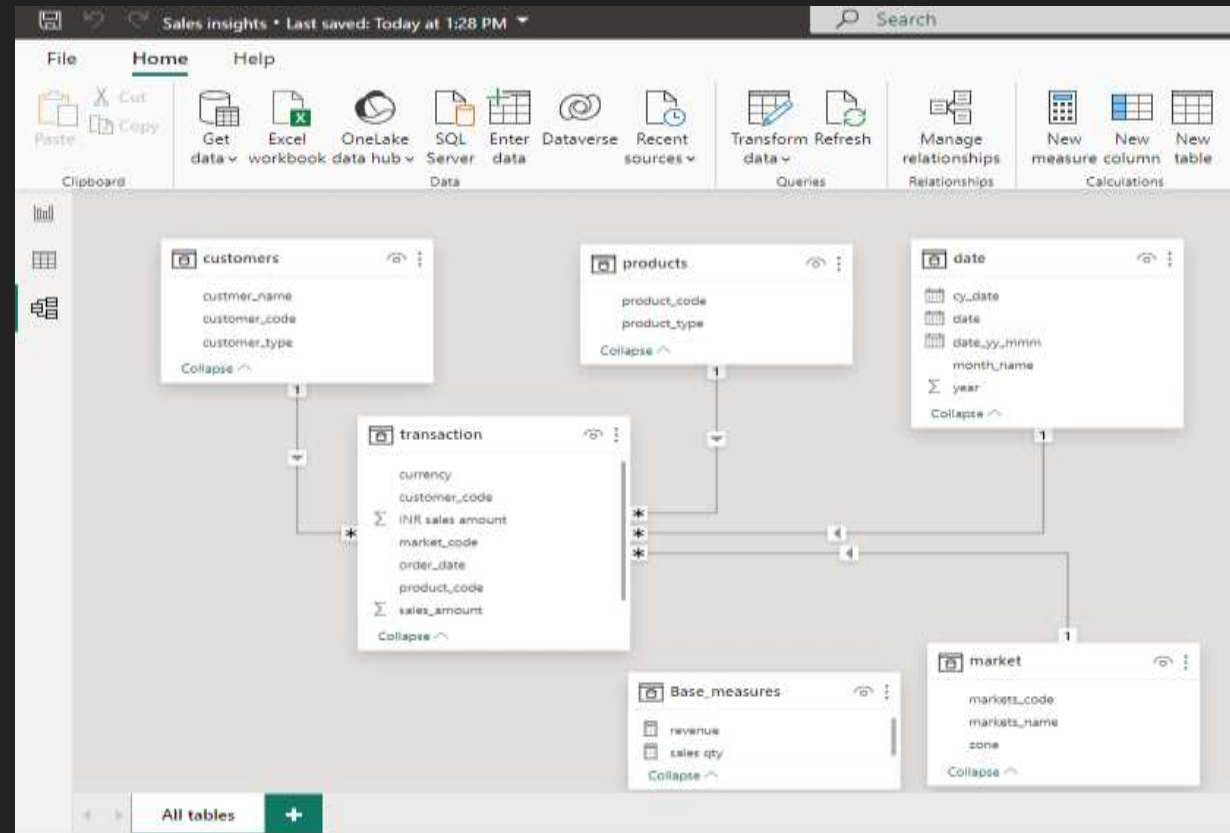 Sales insights • Last saved: Today at 1:28 PM
Search
File Home Help
Paste
Cut
Copy
Get data
Excel workbook
OneLake data hub
SQL Server
Enter data
Dataverse
Recent sources
Transform data
Refresh
Manage relationships
New measure
New column
New table
Clipboard
Data
Queries
Relationships
Calculations
customers
custmer_name
customer_code
customer_type
Collapse
products
product_code
product_type
Collapse
date
cy_date
date
date_yy_mmm
month_name
Σ year
Collapse
1
1
1
transaction
currency
customer_code
Σ INR sales amount
market_code
order_date
product_code
Σ sales_amount
Collapse
*
*
*
*
1
market
markets_code
markets_name
zone
Collapse
Base_measures
revenue
sales qty
Collapse
All tables
+